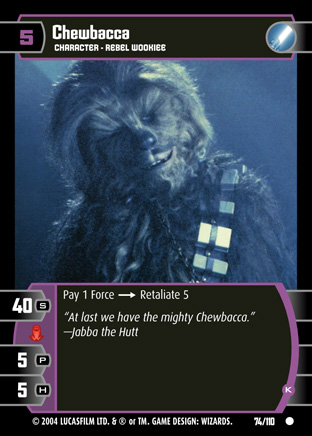 5 Chewbacca
CHARACTER • REBEL WOOKIEE
40 S
Pay 1 Force → Retaliate 5
“At last we have the mighty Chewbacca.”
—Jabba the Hutt
5 P
5 H
K
© 2004 LUCASFILM LTD. & ® or TM. GAME DESIGN: WIZARDS. 74/110